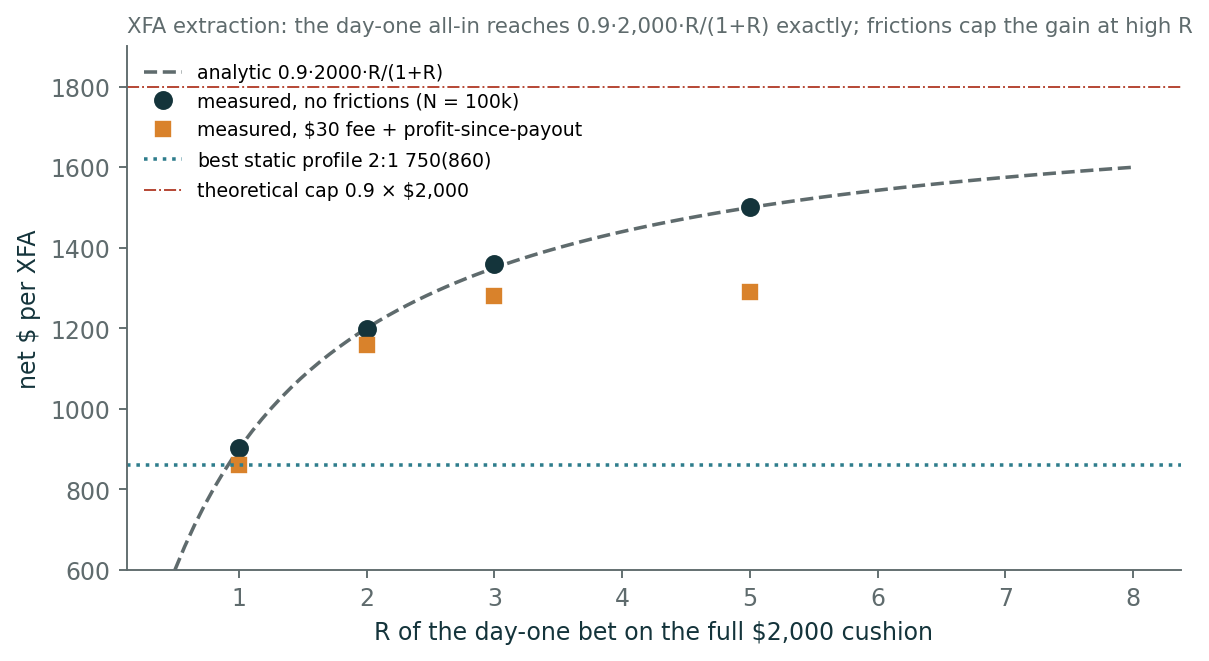 XFA extraction: the day-one all-in reaches 0.9·2,000·R/(1+R) exactly; frictions cap the gain at high R
analytic 0.9·2000·R/(1+R)
measured, no frictions (N = 100k)
measured, $30 fee + profit-since-payout
best static profile 2:1 750(860)
theoretical cap 0.9 × $2,000
net $ per XFA
1800
1600
1400
1200
1000
800
600
1 2 3 4 5 6 7 8
R of the day-one bet on the full $2,000 cushion